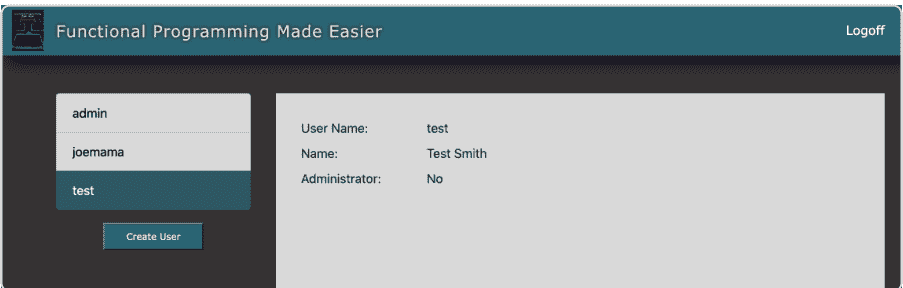 Functional Programming Made Easier
Logoff
admin
joemama
test
Create User
User Name: test
Name: Test Smith
Administrator: No